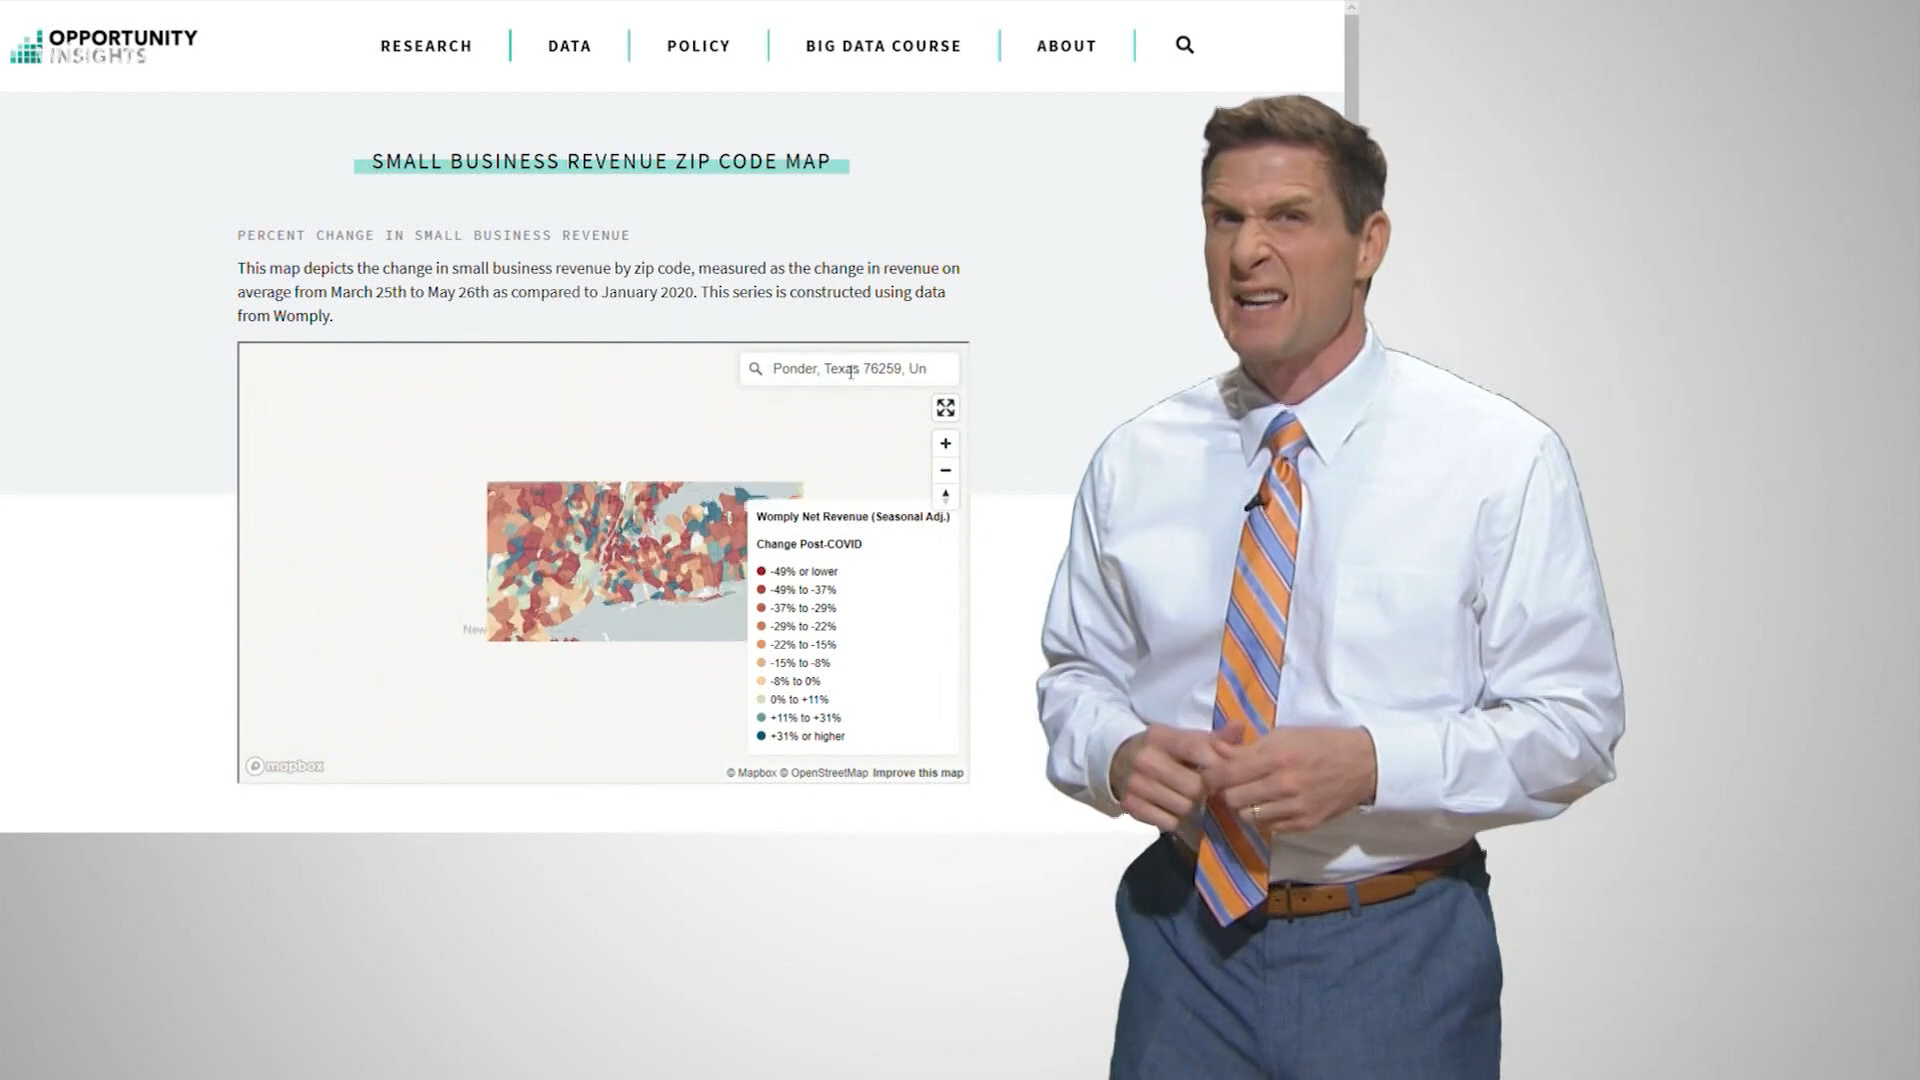 OPPORTUNITY
INSIGHTS
RESEARCH
DATA
POLICY
BIG DATA COURSE
ABOUT
SMALL BUSINESS REVENUE ZIP CODE MAP
PERCENT CHANGE IN SMALL BUSINESS REVENUE
This map depicts the change in small business revenue by zip code, measured as the change in revenue on
average from March 25th to May 26th as compared to January 2020. This series is constructed using data
from Womply.
Ponder, Texas 76259, Un
New
Womply Net Revenue (Seasonal Adj.)
Change Post-COVID
-49% or lower
-49% to -37%
-37% to -29%
-29% to -22%
-22% to -15%
-15% to -8%
-8% to 0%
0% to +11%
+11% to +31%
+31% or higher
mapbox
© Mapbox © OpenStreetMap Improve this map